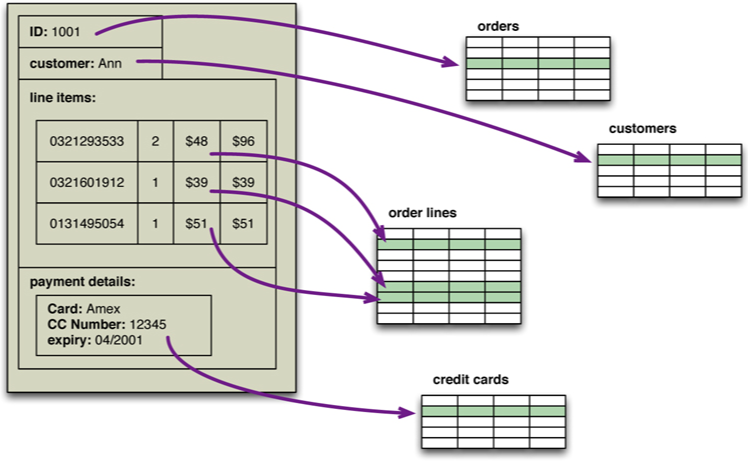 ID: 1001
customer: Ann
line items:
0321293533 2 $48 $96
0321601912 1 $39 $39
0131495054 1 $51 $51
payment details:
Card: Amex
CC Number: 12345
expiry: 04/2001
orders
customers
order lines
credit cards